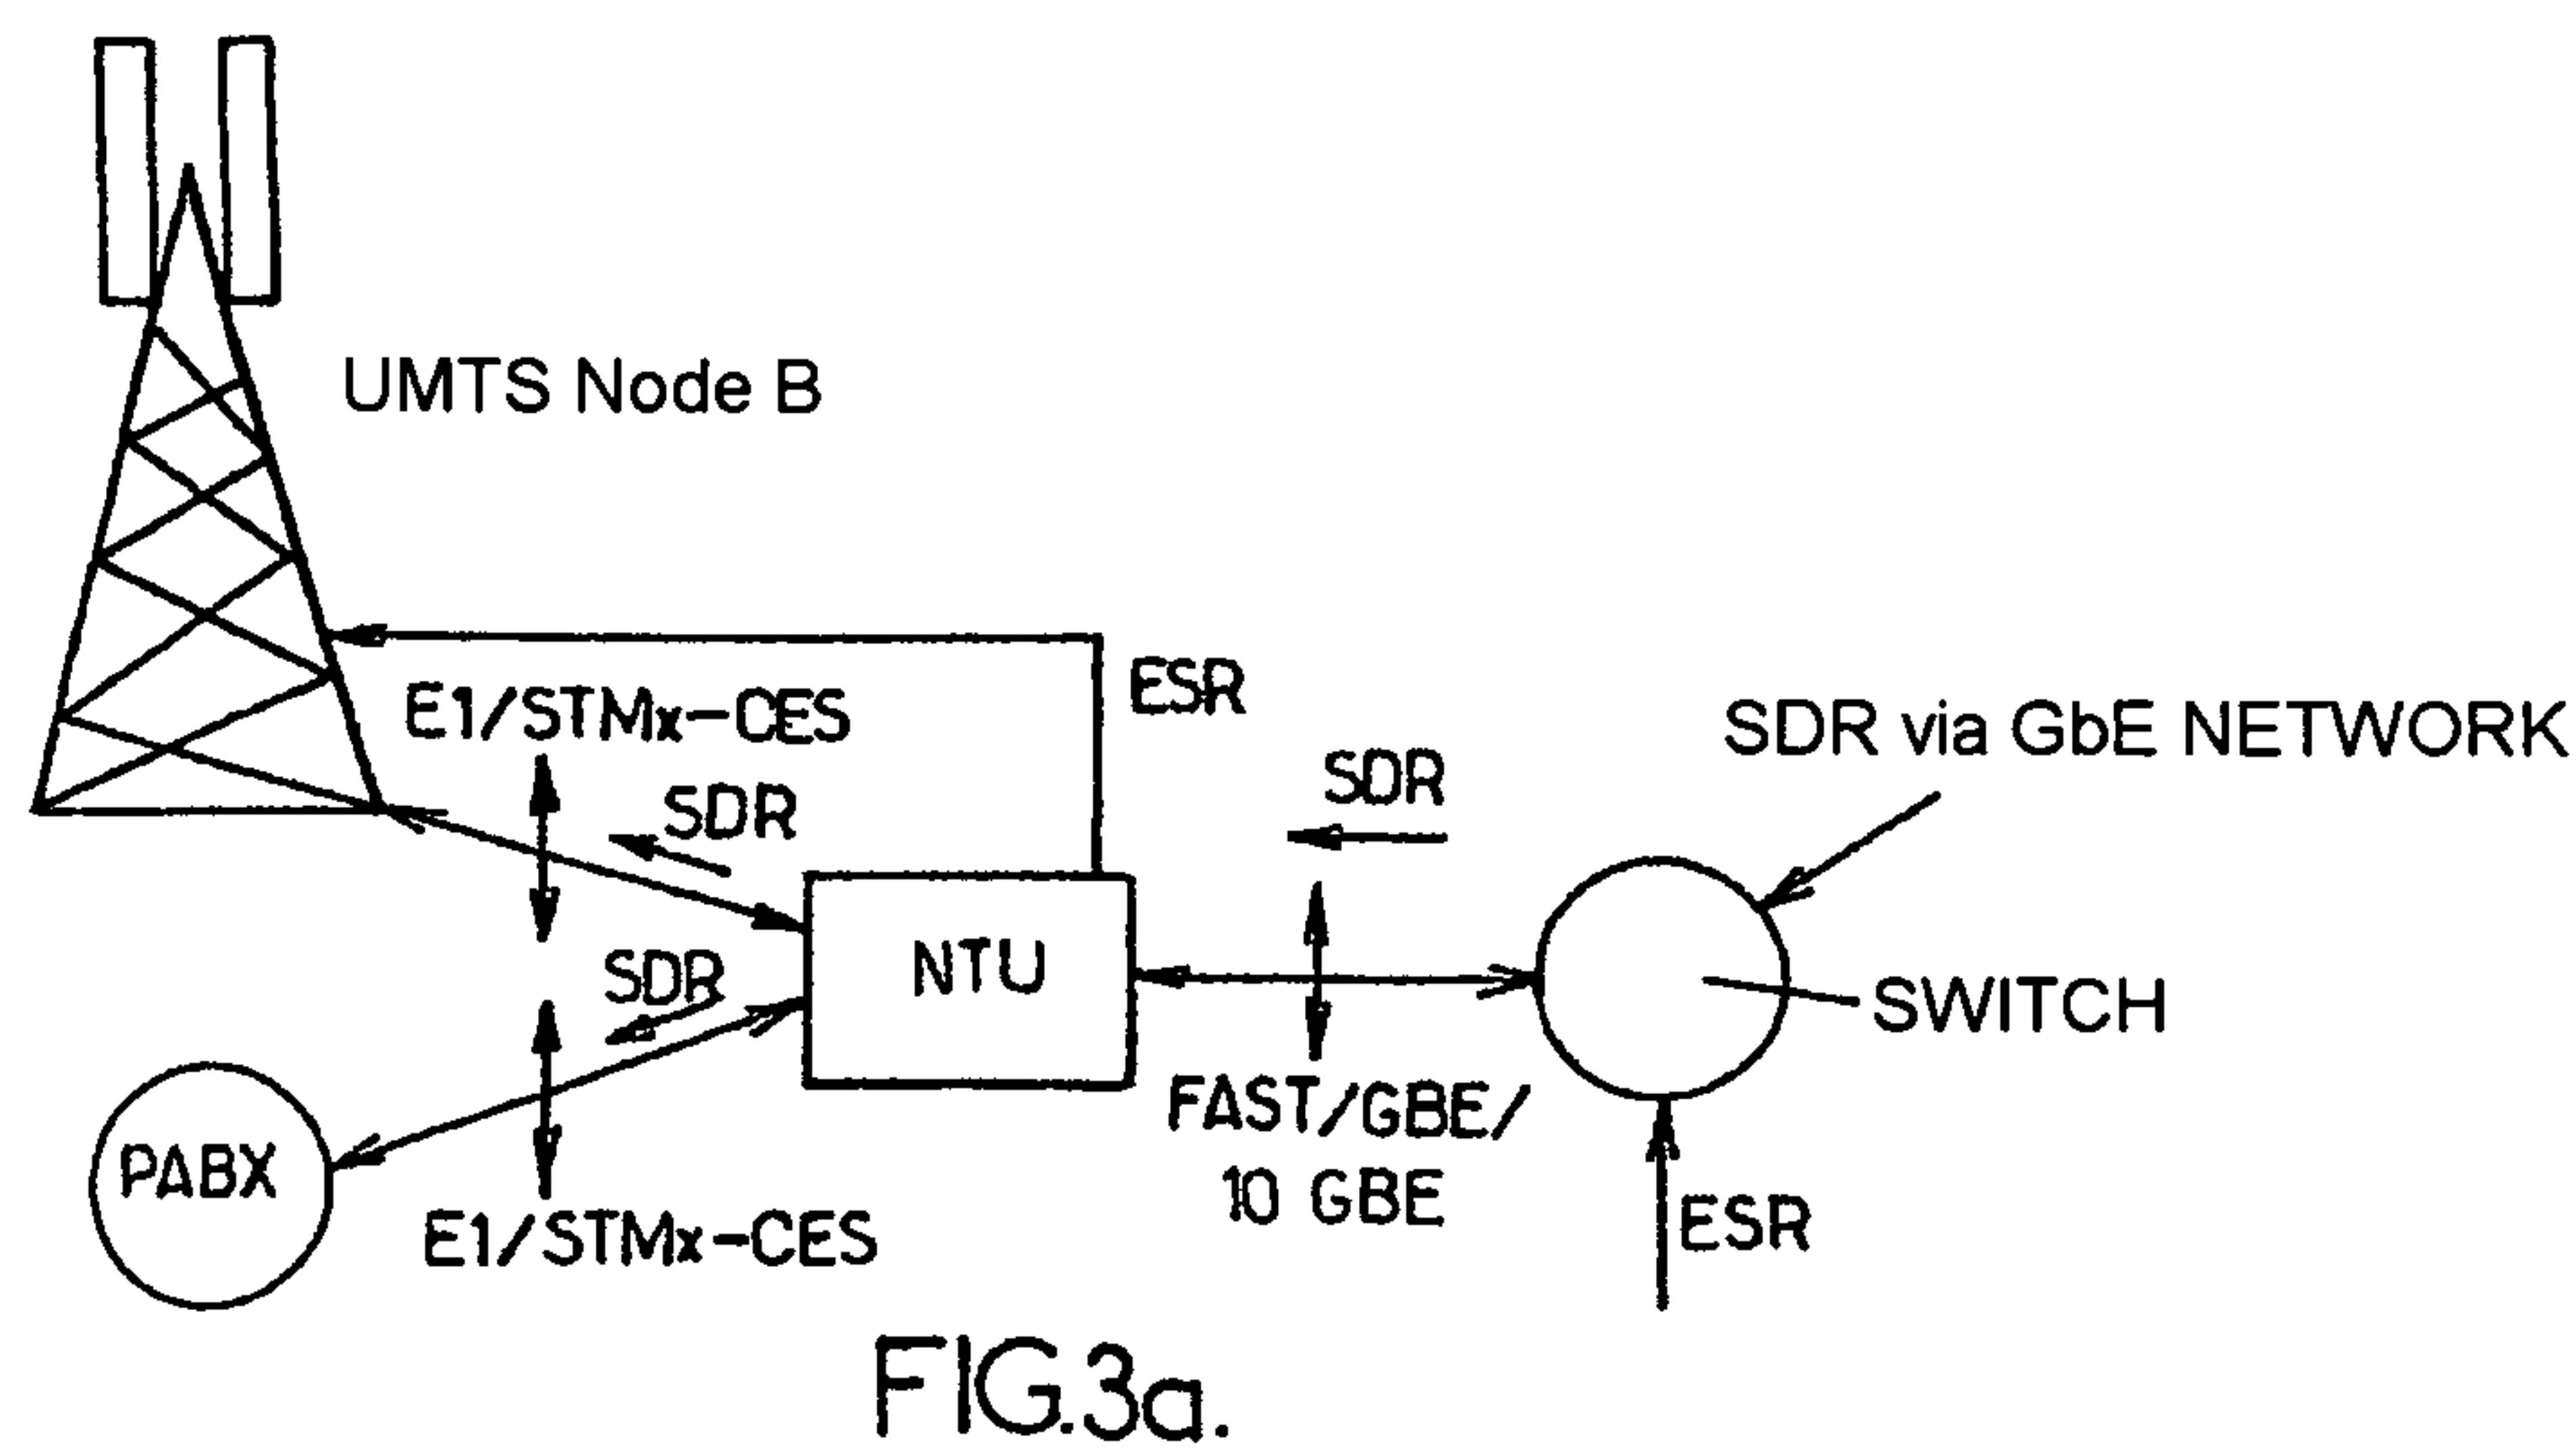 UMTS Node B
E1/STMx-CES
ESR
SDR
SDR
SDR via GbE NETWORK
NTU
SDR
SWITCH
PABX
FAST/GBE/
10 GBE
E1/STMx-CES
ESR
FIG.3a.